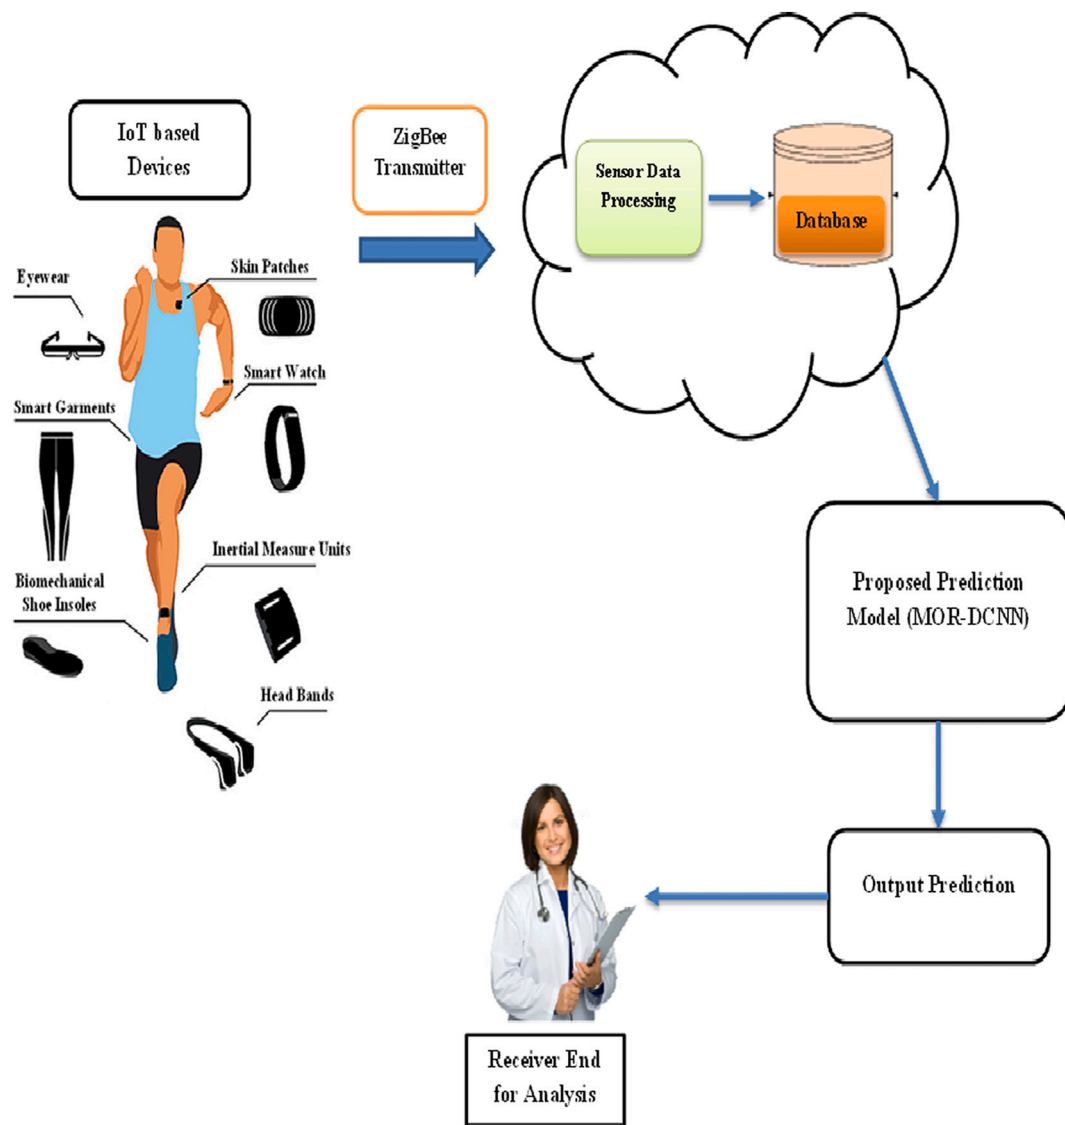 IoT based
Devices
ZigBee
Transmitter
Sensor Data
Processing
Database
Eyewear
Skin Patches
Smart Watch
Smart Garments
Inertial Measure Units
Biomechanical
Shoe Insoles
Head Bands
Proposed Prediction
Model (MOR-DCNN)
Output Prediction
Receiver End
for Analysis